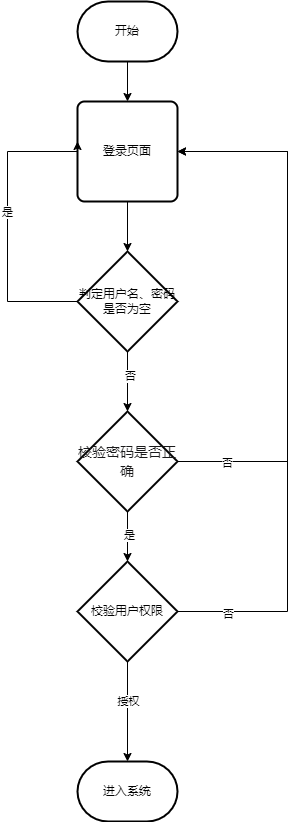 开始
登录页面
是
判定用户名、密码
是否为空
否
校验密码是否正
确
否
是
校验用户权限
否
授权
进入系统